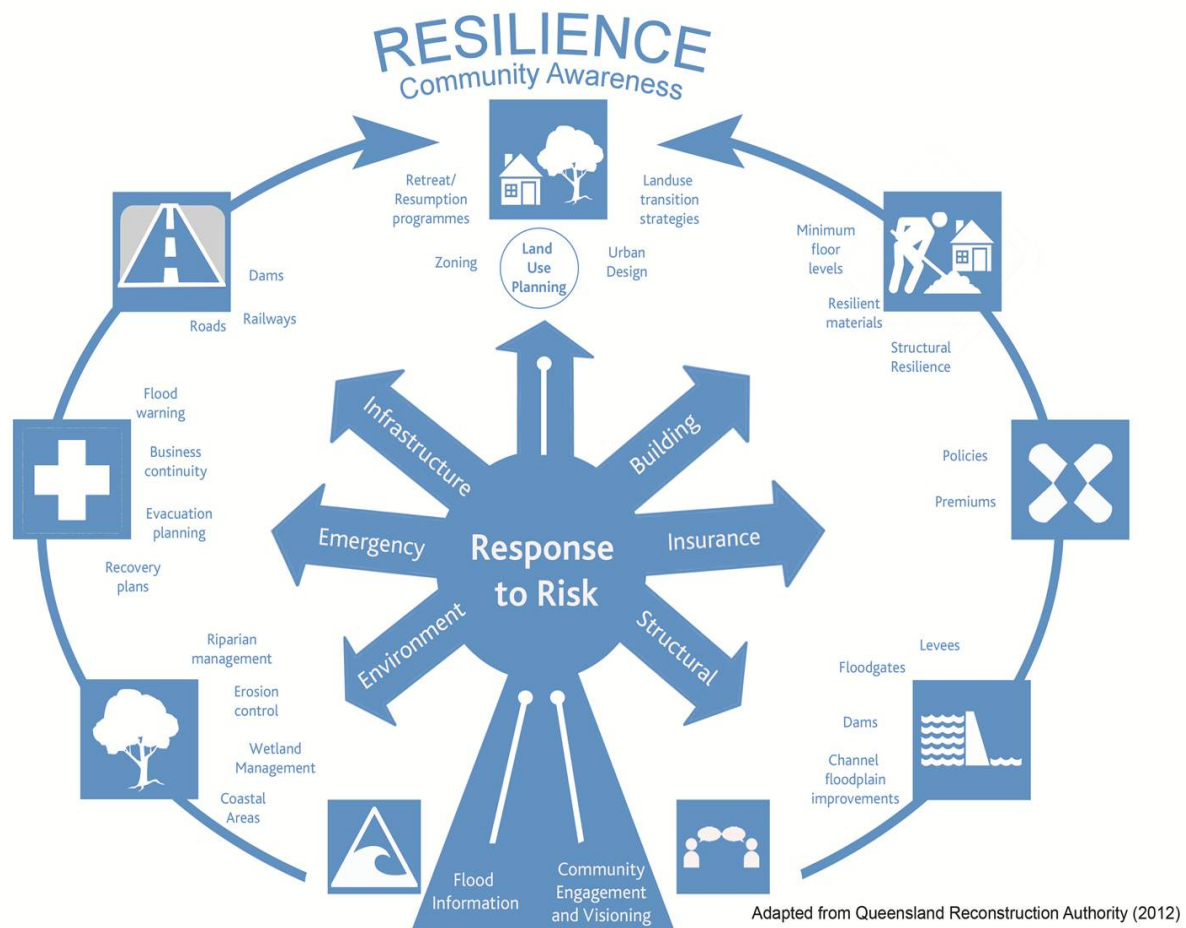 RESILIENCE
Community Awareness
Retreat/
Resumption
programmes
Landuse
transition
strategies
Zoning
Land
Use
Planning
Urban
Design
Minimum
floor
levels
Resilient
materials
Structural
Resilience
Dams
Roads
Railways
Flood
warning
Business
continuity
Evacuation
planning
Recovery
plans
Infrastructure
Building
Emergency
Response
to Risk
Insurance
Environment
Structural
Policies
Premiums
Riparian
management
Erosion
control
Wetland
Management
Coastal
Areas
Levees
Floodgates
Dams
Channel
floodplain
improvements
Flood
Information
Community
Engagement
and Visioning
Adapted from Queensland Reconstruction Authority (2012)